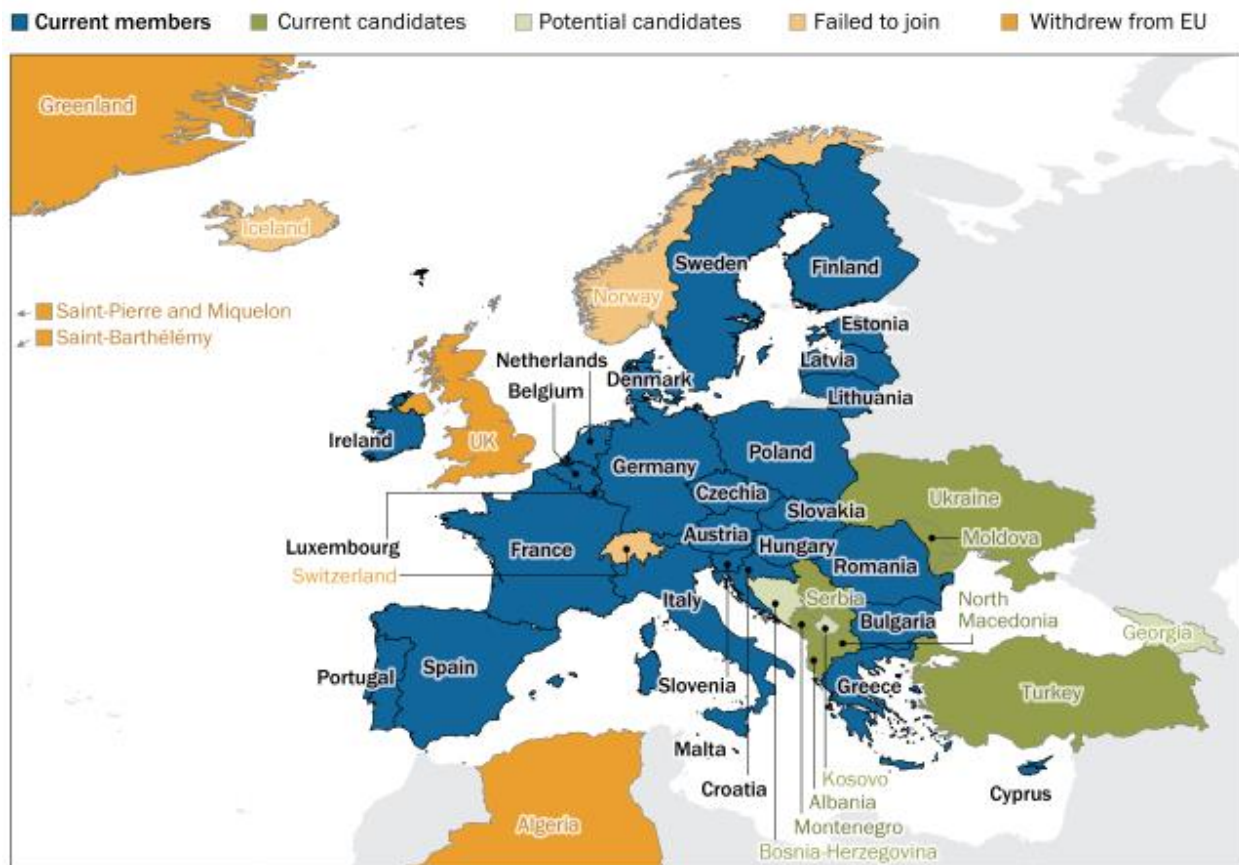 Current members
Current candidates
Potential candidates
Failed to join
Withdrew from EU
Greenland
Iceland
Saint-Pierre and Miquelon
Saint-Barthélémy
Norway
Sweden
Finland
Estonia
Latvia
Lithuania
Netherlands
Belgium
Denmark
Ireland
UK
Germany
Poland
Czechia
Slovakia
Ukraine
Moldova
Luxembourg
Switzerland
France
Austria
Hungary
Romania
Italy
Serbia
Bulgaria
North
Macedonia
Georgia
Portugal
Spain
Slovenia
Greece
Turkey
Malta
Croatia
Kosovo
Albania
Montenegro
Bosnia-Herzegovina
Cyprus
Algeria